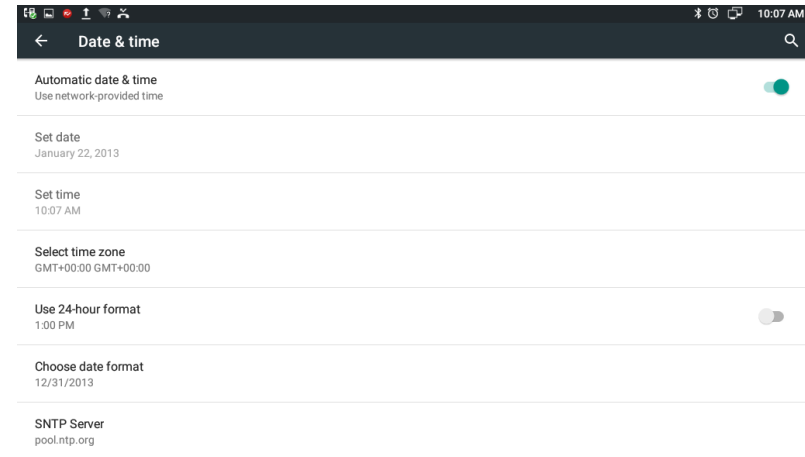 10:07 AM
Date & time
Automatic date & time
Use network-provided time
Set date
January 22, 2013
Set time
10:07 AM
Select time zone
GMT+00:00 GMT+00:00
Use 24-hour format
1:00 PM
Choose date format
12/31/2013
SNTP Server
pool.ntp.org